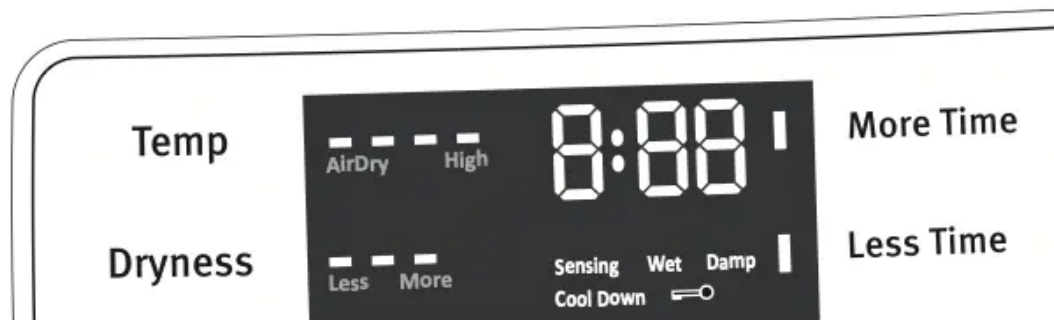 Temp
AirDry High
8:88
More Time
Dryness
Less More
Sensing Wet Damp
Cool Down
Less Time